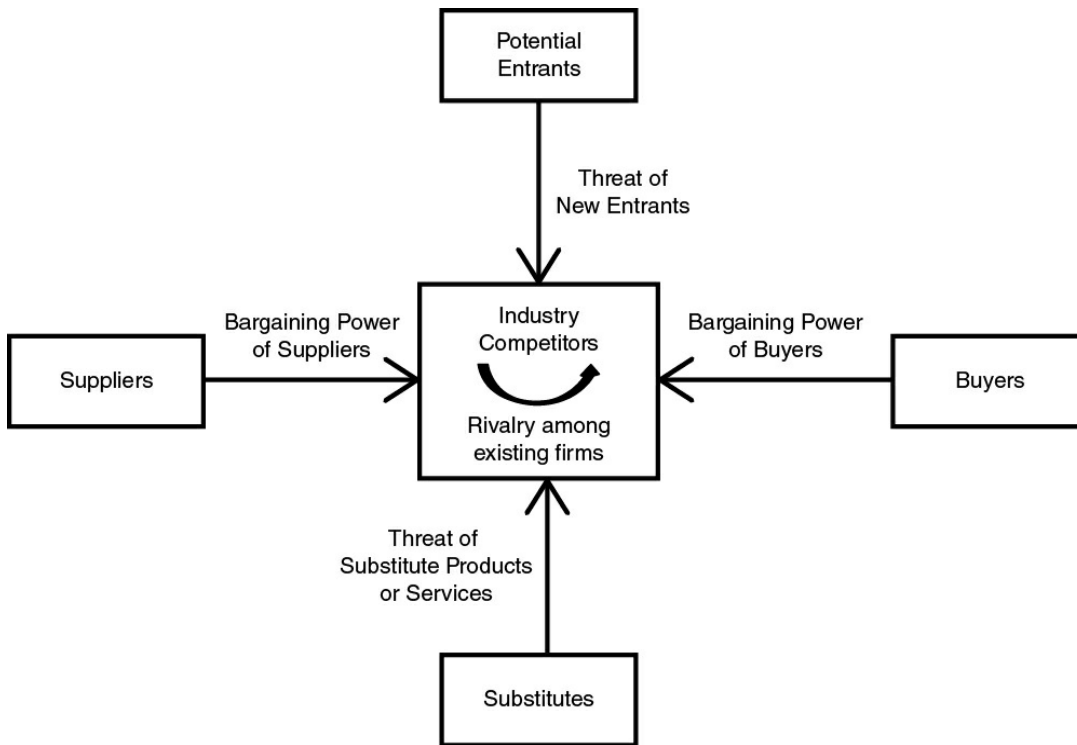 Potential
Entrants
Threat of
New Entrants
Industry
Competitors
Rivalry among
existing firms
Bargaining Power
of Suppliers
Suppliers
Bargaining Power
of Buyers
Buyers
Threat of
Substitute Products
or Services
Substitutes